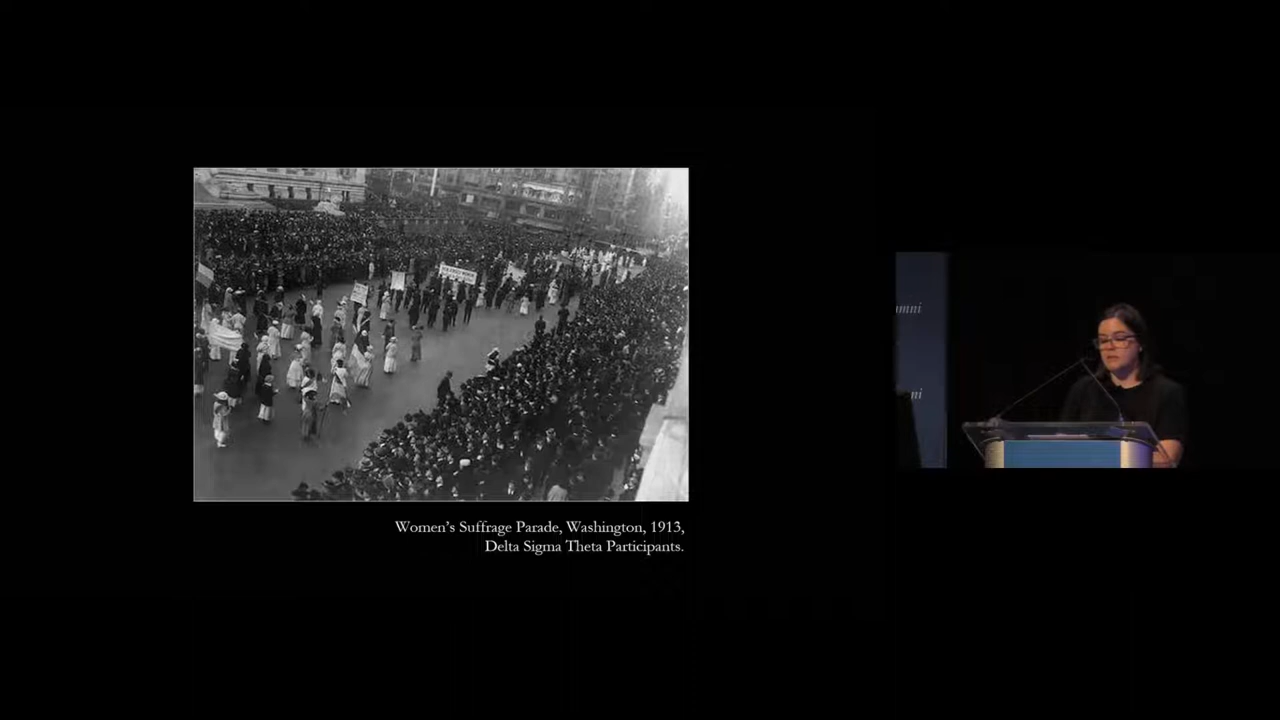 Women's Suffrage Parade, Washington, 1913,
Delta Sigma Theta Participants.